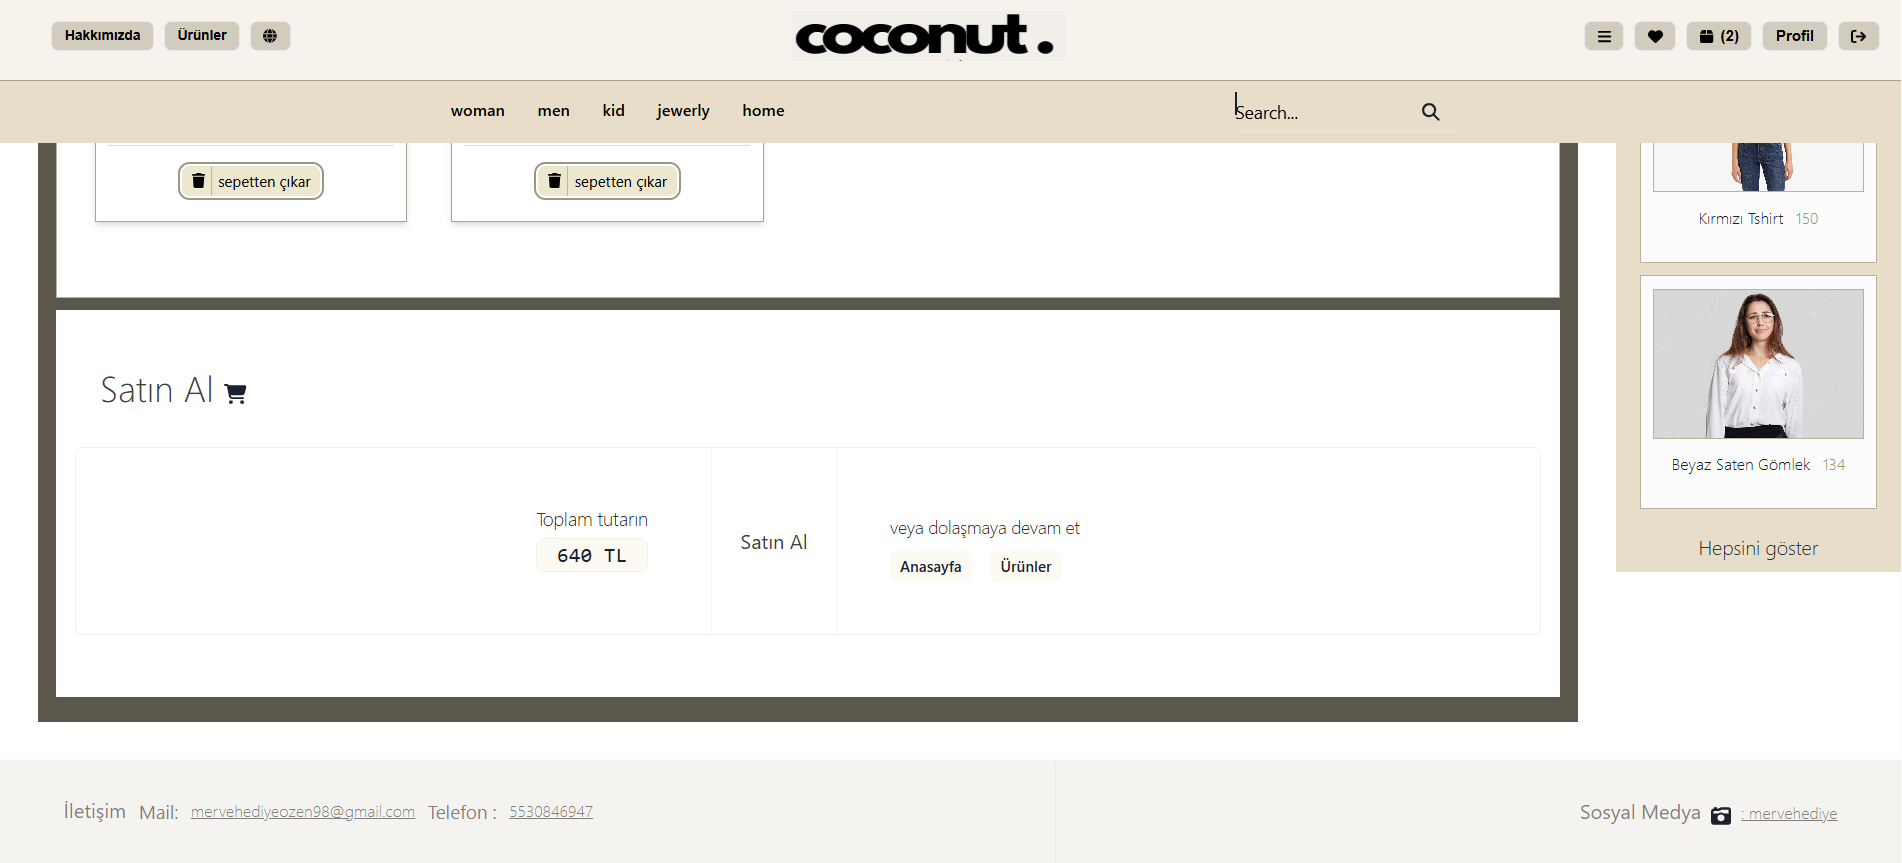 Hakkımızda
Ürünler
coconut.
(2)
Profil
woman
men
kid
jewerly
home
Search...
sepetten çıkar
sepetten çıkar
Kırmızı Tshirt 150
Beyaz Saten Gömlek 134
Hepsini göster
Satın Al
Toplam tutarın
640 TL
Satın Al
veya dolaşmaya devam et
Anasayfa
Ürünler
İletişim Mail: mervehediyeozen98@gmail.com Telefon : 5530846947
Sosyal Medya : mervehediye